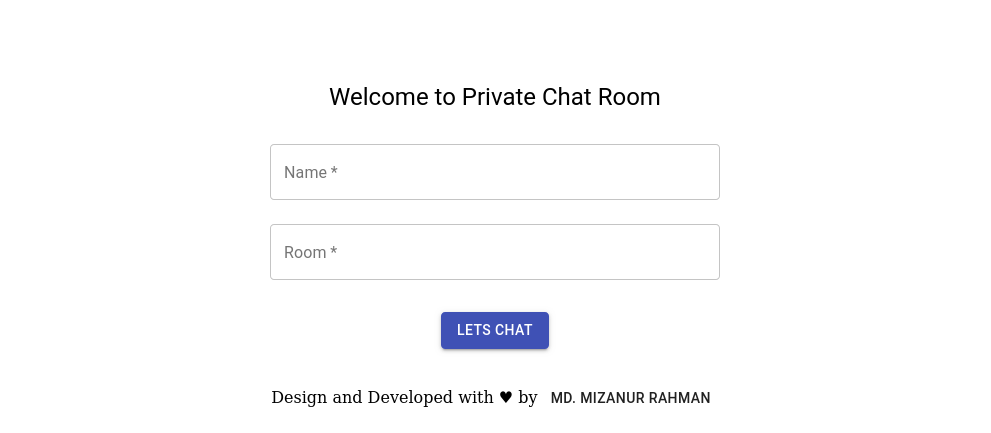 Welcome to Private Chat Room
Name *
Room *
LETS CHAT
Design and Developed with ♥ by MD. MIZANUR RAHMAN